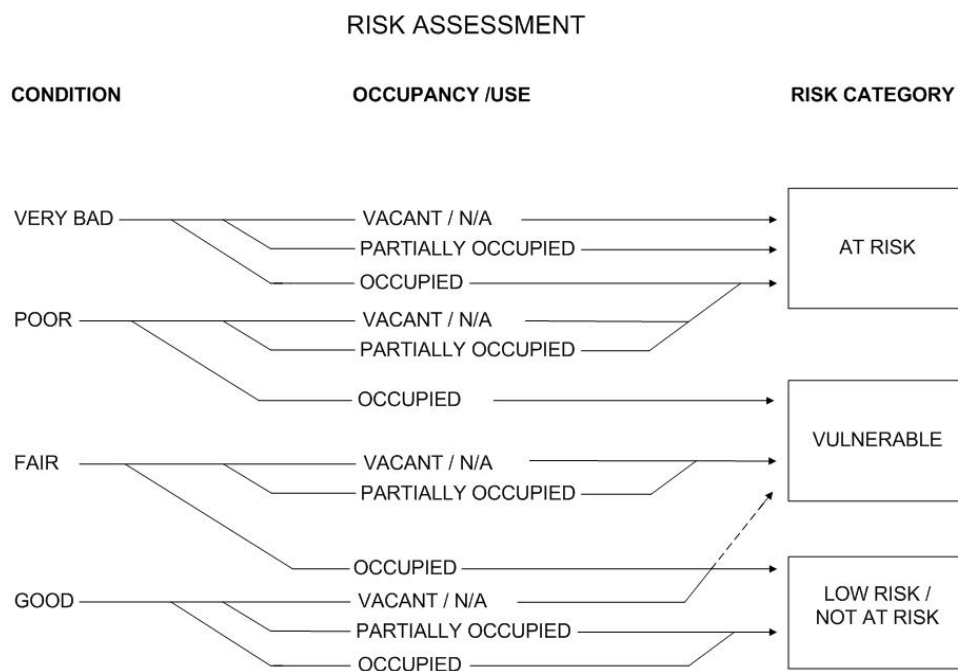 RISK ASSESSMENT
CONDITION OCCUPANCY /USE RISK CATEGORY
VERY BAD VACANT / N/A
PARTIALLY OCCUPIED AT RISK
OCCUPIED
POOR VACANT / N/A
PARTIALLY OCCUPIED
OCCUPIED
VULNERABLE
FAIR VACANT / N/A
PARTIALLY OCCUPIED
OCCUPIED
LOW RISK /
GOOD VACANT / N/A
NOT AT RISK
PARTIALLY OCCUPIED
OCCUPIED